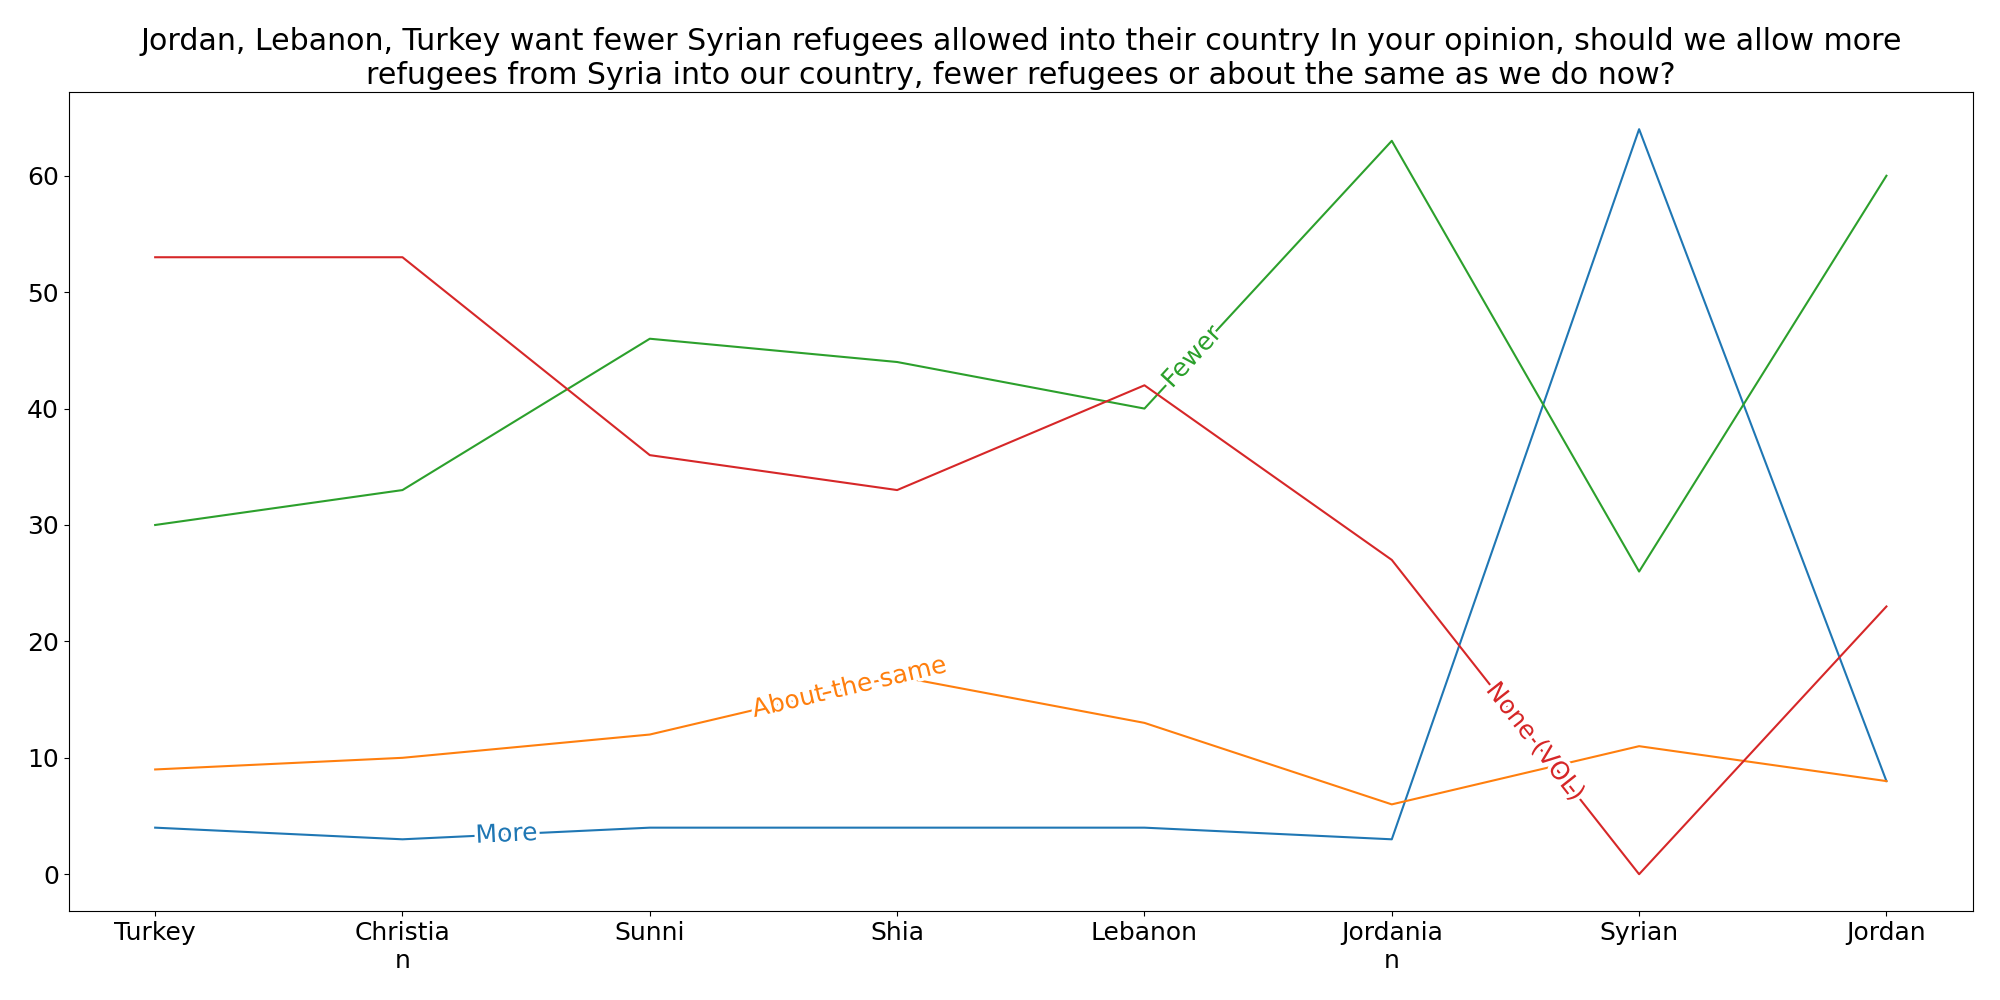 Jordan, Lebanon, Turkey want fewer Syrian refugees allowed into their country In your opinion, should we allow more
refugees from Syria into our country, fewer refugees or about the same as we do now?
60
50
40
30
20
10
0
Fewer
About the same
None (VOL)
More
Turkey
Christia
n
Sunni
Shia
Lebanon
Jordania
n
Syrian
Jordan